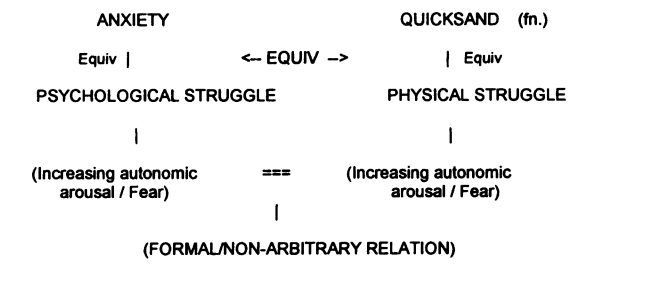 ANXIETY QUICKSAND (fn.)
Equiv | <-- EQUIV --> | Equiv
PSYCHOLOGICAL STRUGGLE PHYSICAL STRUGGLE
| |
(Increasing autonomic === (Increasing autonomic
arousal / Fear) arousal / Fear)
|
(FORMAL/NON-ARBITRARY RELATION)